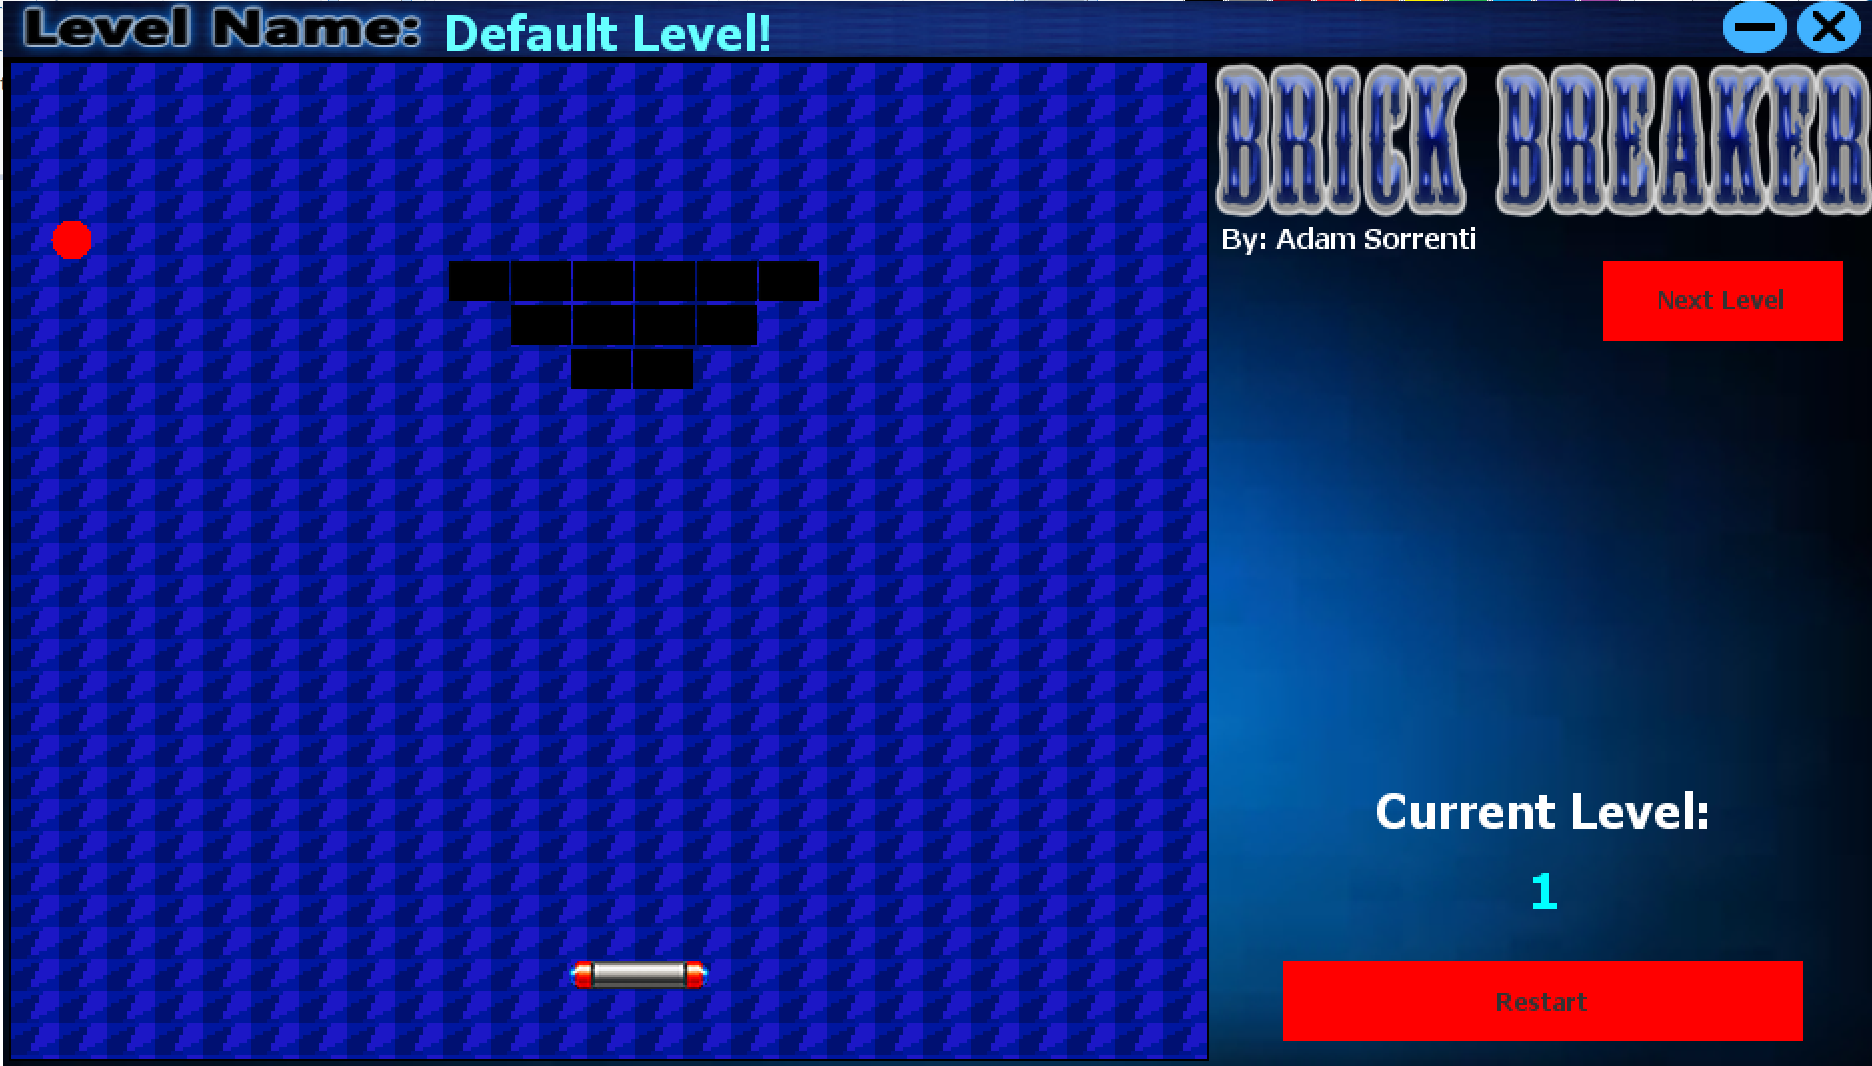 Level Name: Default Level!
BRICK BREAKER
By: Adam Sorrenti
Next Level
Current Level:
1
Restart